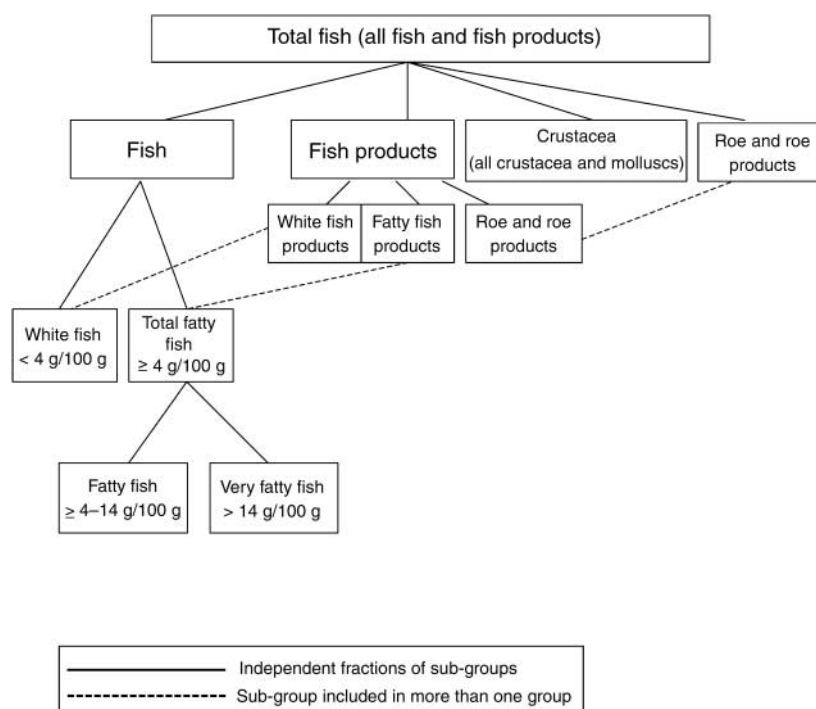 Total fish (all fish and fish products)
Fish
Fish products
Crustacea
(all crustacea and molluscs)
Roe and roe
products
White fish
products
Fatty fish
products
Roe and roe
products
White fish
< 4 g/100 g
Total fatty
fish
≥ 4 g/100 g
Fatty fish
≥ 4–14 g/100 g
Very fatty fish
> 14 g/100 g
Independent fractions of sub-groups
Sub-group included in more than one group